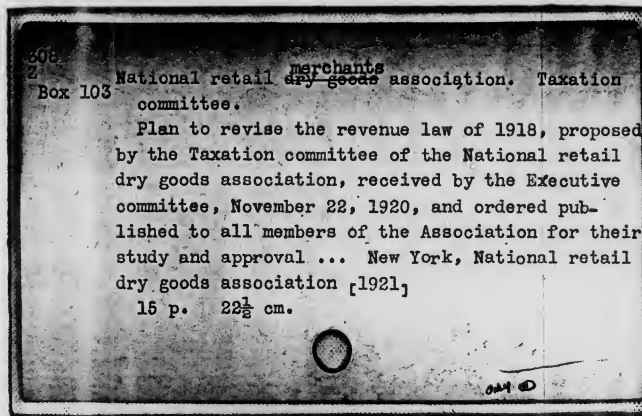 608
2
Box 103
merchants
National retail dry goods association. Taxation
committee.
Plan to revise the revenue law of 1918, proposed
by the Taxation committee of the National retail
dry goods association, received by the Executive
committee, November 22, 1920, and ordered pub-
lished to all members of the Association for their
study and approval ... New York, National retail
dry goods association [1921]
15 p. 22½ cm.